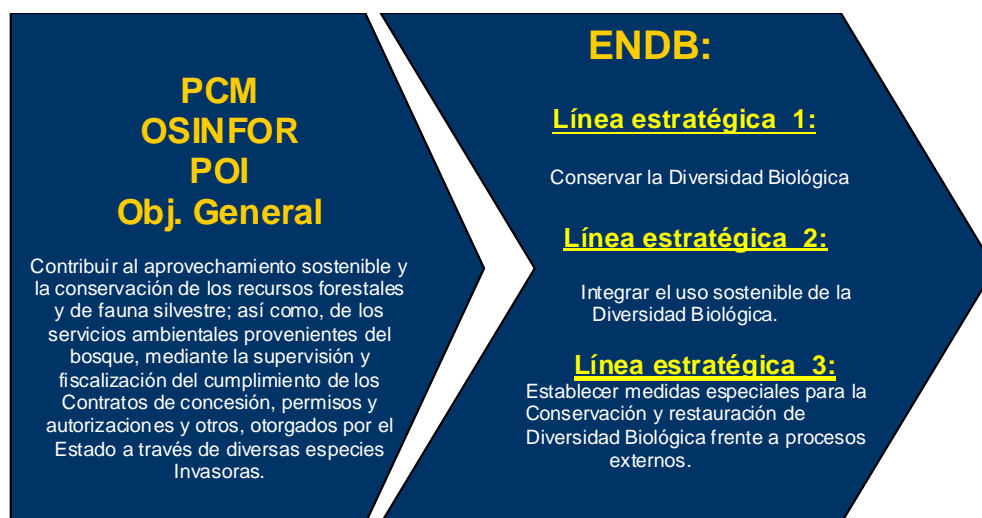 PCM
OSINFOR
POI
Obj. General
Contribuir al aprovechamiento sostenible y
la conservación de los recursos forestales
y de fauna silvestre; así como, de los
servicios ambientales provenientes del
bosque, mediante la supervisión y
fiscalización del cumplimiento de los
Contratos de concesión, permisos y
autorizaciones y otros, otorgados por el
Estado a través de diversas especies
Invasoras.
ENDB:
Línea estratégica 1:
Conservar la Diversidad Biológica
Línea estratégica 2:
Integrar el uso sostenible de la
Diversidad Biológica.
Línea estratégica 3:
Establecer medidas especiales para la
Conservación y restauración de
Diversidad Biológica frente a procesos
externos.